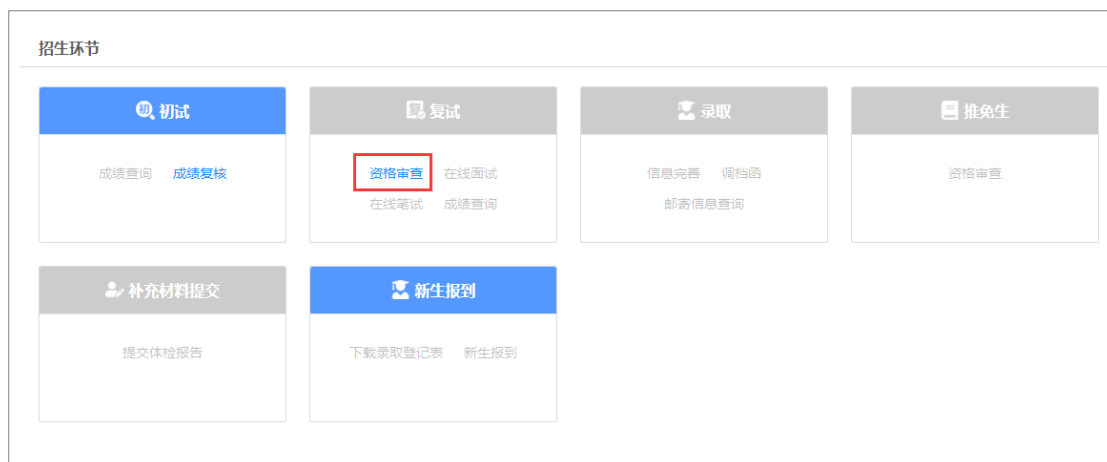 招生环节
初 初试
复 复试
录取
推免生
成绩查询 成绩复核
资格审查 在线面试
在线笔试 成绩查询
信息完善 调档函
邮寄信息查询
资格审查
补充材料提交
新生报到
提交体检报告
下载录取登记表 新生报到